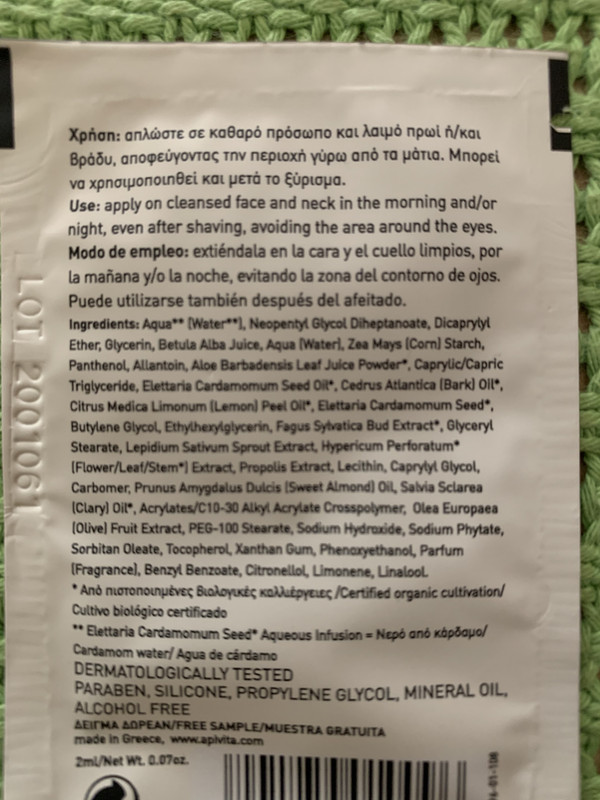 Χρήση: απλώστε σε καθαρό πρόσωπο και λαιμό πρωί ή/και
Βράδυ, αποφεύγοντας την περιοχή γύρω από τα μάτια. Μπορεί
να χρησιμοποιηθεί και μετά το ξύρισμα.
Use: apply on cleansed face and neck in the morning and/or
night, even after shaving, avoiding the area around the eyes.
Modo de empleo: extiéndala en la cara y el cuello limpios, por
la mañana y/o la noche, evitando la zona del contorno de ojos.
Puede utilizarse también después del afeitado.
Ingredients: Aqua** (Water**), Neopentyl Glycol Diheptanoate, Dicaprylyl
Ether, Glycerin, Betula Alba Juice, Aqua (Water), Zea Mays (Corn) Starch,
Panthenol, Allantoin, Aloe Barbadensis Leaf Juice Powder*, Caprylic/Capric
Triglyceride, Elettaria Cardamomum Seed Oil*, Cedrus Atlantica (Bark) Oil*,
Citrus Medica Limonum (Lemon) Peel Oil*, Elettaria Cardamomum Seed*,
Butylene Glycol, Ethylhexylglycerin, Fagus Sylvatica Bud Extract*, Glyceryl
Stearate, Lepidium Sativum Sprout Extract, Hypericum Perforatum*
(Flower/Leaf/Stem*) Extract, Propolis Extract, Lecithin, Caprylyl Glycol,
Carbomer, Prunus Amygdalus Dulcis (Sweet Almond) Oil, Salvia Sclarea
(Clary) Oil*, Acrylates/C10-30 Alkyl Acrylate Crosspolymer, Olea Europaea
(Olive) Fruit Extract, PEG-100 Stearate, Sodium Hydroxide, Sodium Phytate,
Sorbitan Oleate, Tocopherol, Xanthan Gum, Phenoxyethanol, Parfum
(Fragrance), Benzyl Benzoate, Citronellol, Limonene, Linalool.
* Από πιστοποιημένες Βιολογικές καλλιέργειες /Certified organic cultivation/
Cultivo biológico certificado
** Elettaria Cardamomum Seed* Aqueous Infusion = Νερό από κάρδαμο/
Cardamom water/ Agua de cárdamo
DERMATOLOGICALLY TESTED
PARABEN, SILICONE, PROPYLENE GLYCOL, MINERAL OIL,
ALCOHOL FREE
ΔΕΙΓΜΑ ΔΩΡΕΑΝ/FREE SAMPLE/MUESTRA GRATUITA
made in Greece, www.apivita.com
2ml/Net Wt. 0.07oz.
LOT 2001061